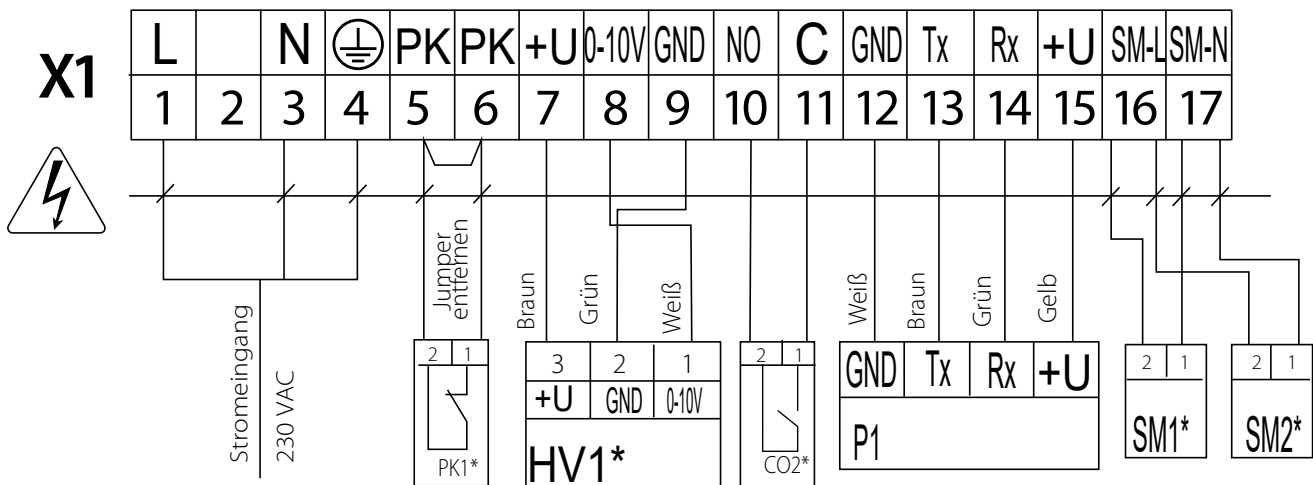 X1
L N PK PK +U 0-10V GND NO C GND Tx Rx +U SM-L SM-N
1 2 3 4 5 6 7 8 9 10 11 12 13 14 15 16 17
Stromeingang
230 VAC
Jumper
entfernen
Braun
Grün
Weiß
Weiß
Braun
Grün
Gelb
2 1
PK1*
3 2 1
+U GND 0-10V
HV1*
2 1
CO2*
GND Tx Rx +U
P1
2 1
SM1*
2 1
SM2*